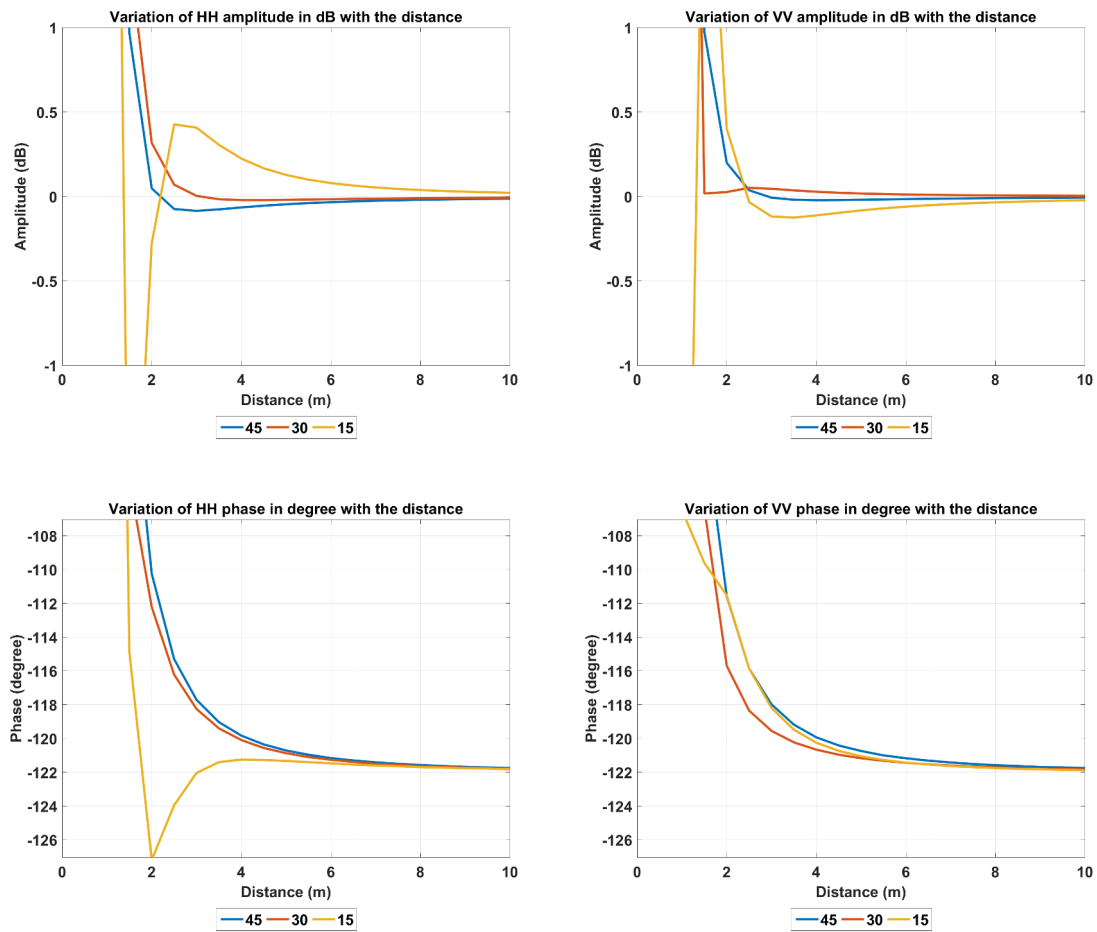 Variation of HH amplitude in dB with the distance
1
0.5
0
-0.5
-1
Amplitude (dB)
0 2 4 6 8 10
Distance (m)
45 30 15
Variation of VV amplitude in dB with the distance
1
0.5
0
-0.5
-1
Amplitude (dB)
0 2 4 6 8 10
Distance (m)
45 30 15
Variation of HH phase in degree with the distance
-108
-110
-112
-114
-116
-118
-120
-122
-124
-126
Phase (degree)
0 2 4 6 8 10
Distance (m)
45 30 15
Variation of VV phase in degree with the distance
-108
-110
-112
-114
-116
-118
-120
-122
-124
-126
Phase (degree)
0 2 4 6 8 10
Distance (m)
45 30 15